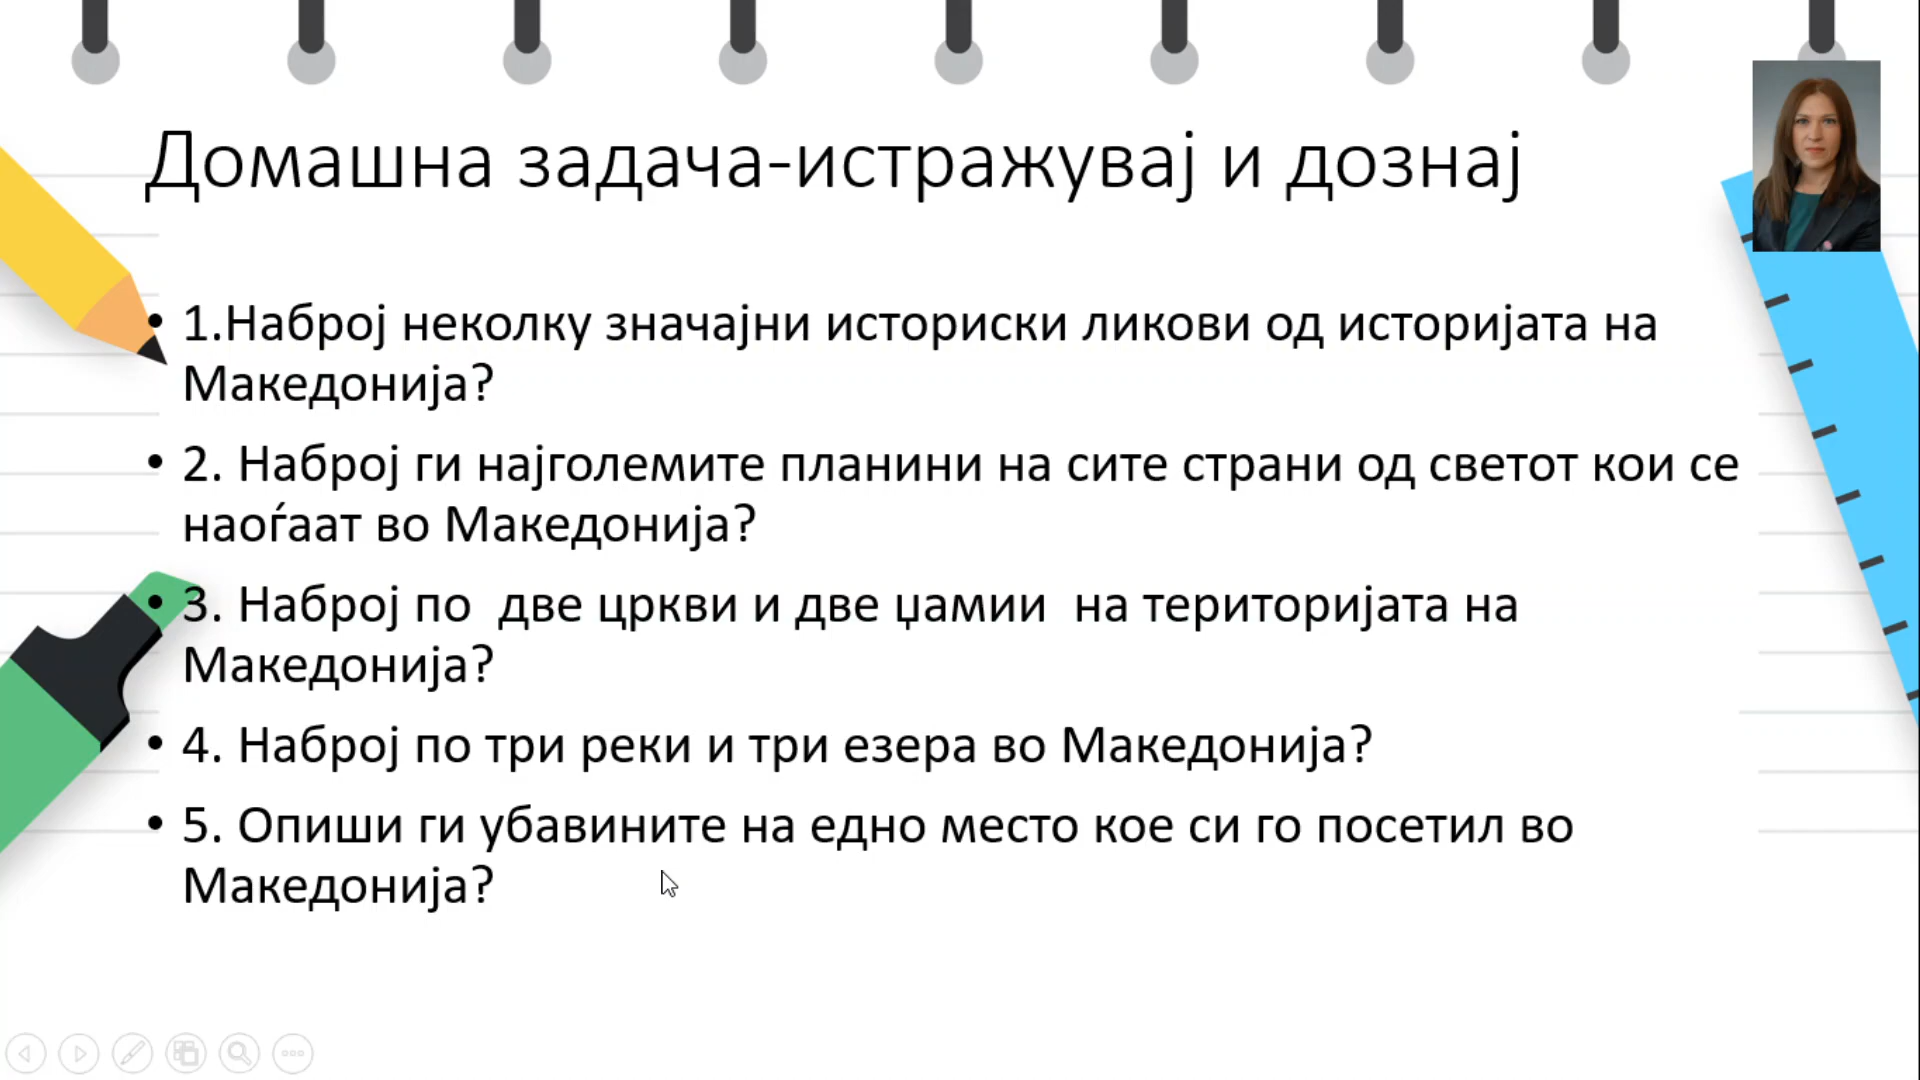 Домашна задача-истражувај и дознај
• 1.Наброј неколку значајни историски ликови од историјата на
Македонија?
• 2. Наброј ги најголемите планини на сите страни од светот кои се
наоѓаат во Македонија?
• 3. Наброј по  две цркви и две џамии  на територијата на
Македонија?
• 4. Наброј по три реки и три езера во Македонија?
• 5. Опиши ги убавините на едно место кое си го посетил во
Македонија?